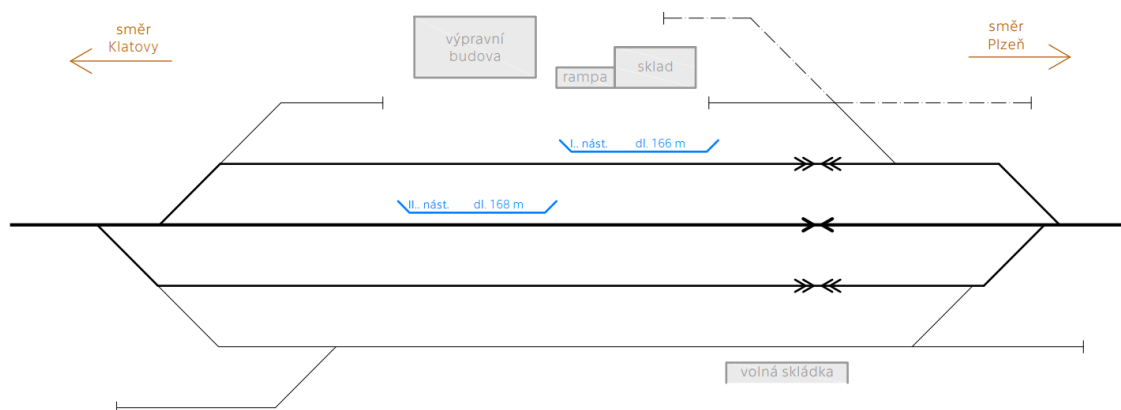 směr
Klatovy
výpravní
budova
rampa
sklad
směr
Plzeň
I.. nást. dl. 166 m
II.. nást. dl. 168 m
volná skládka